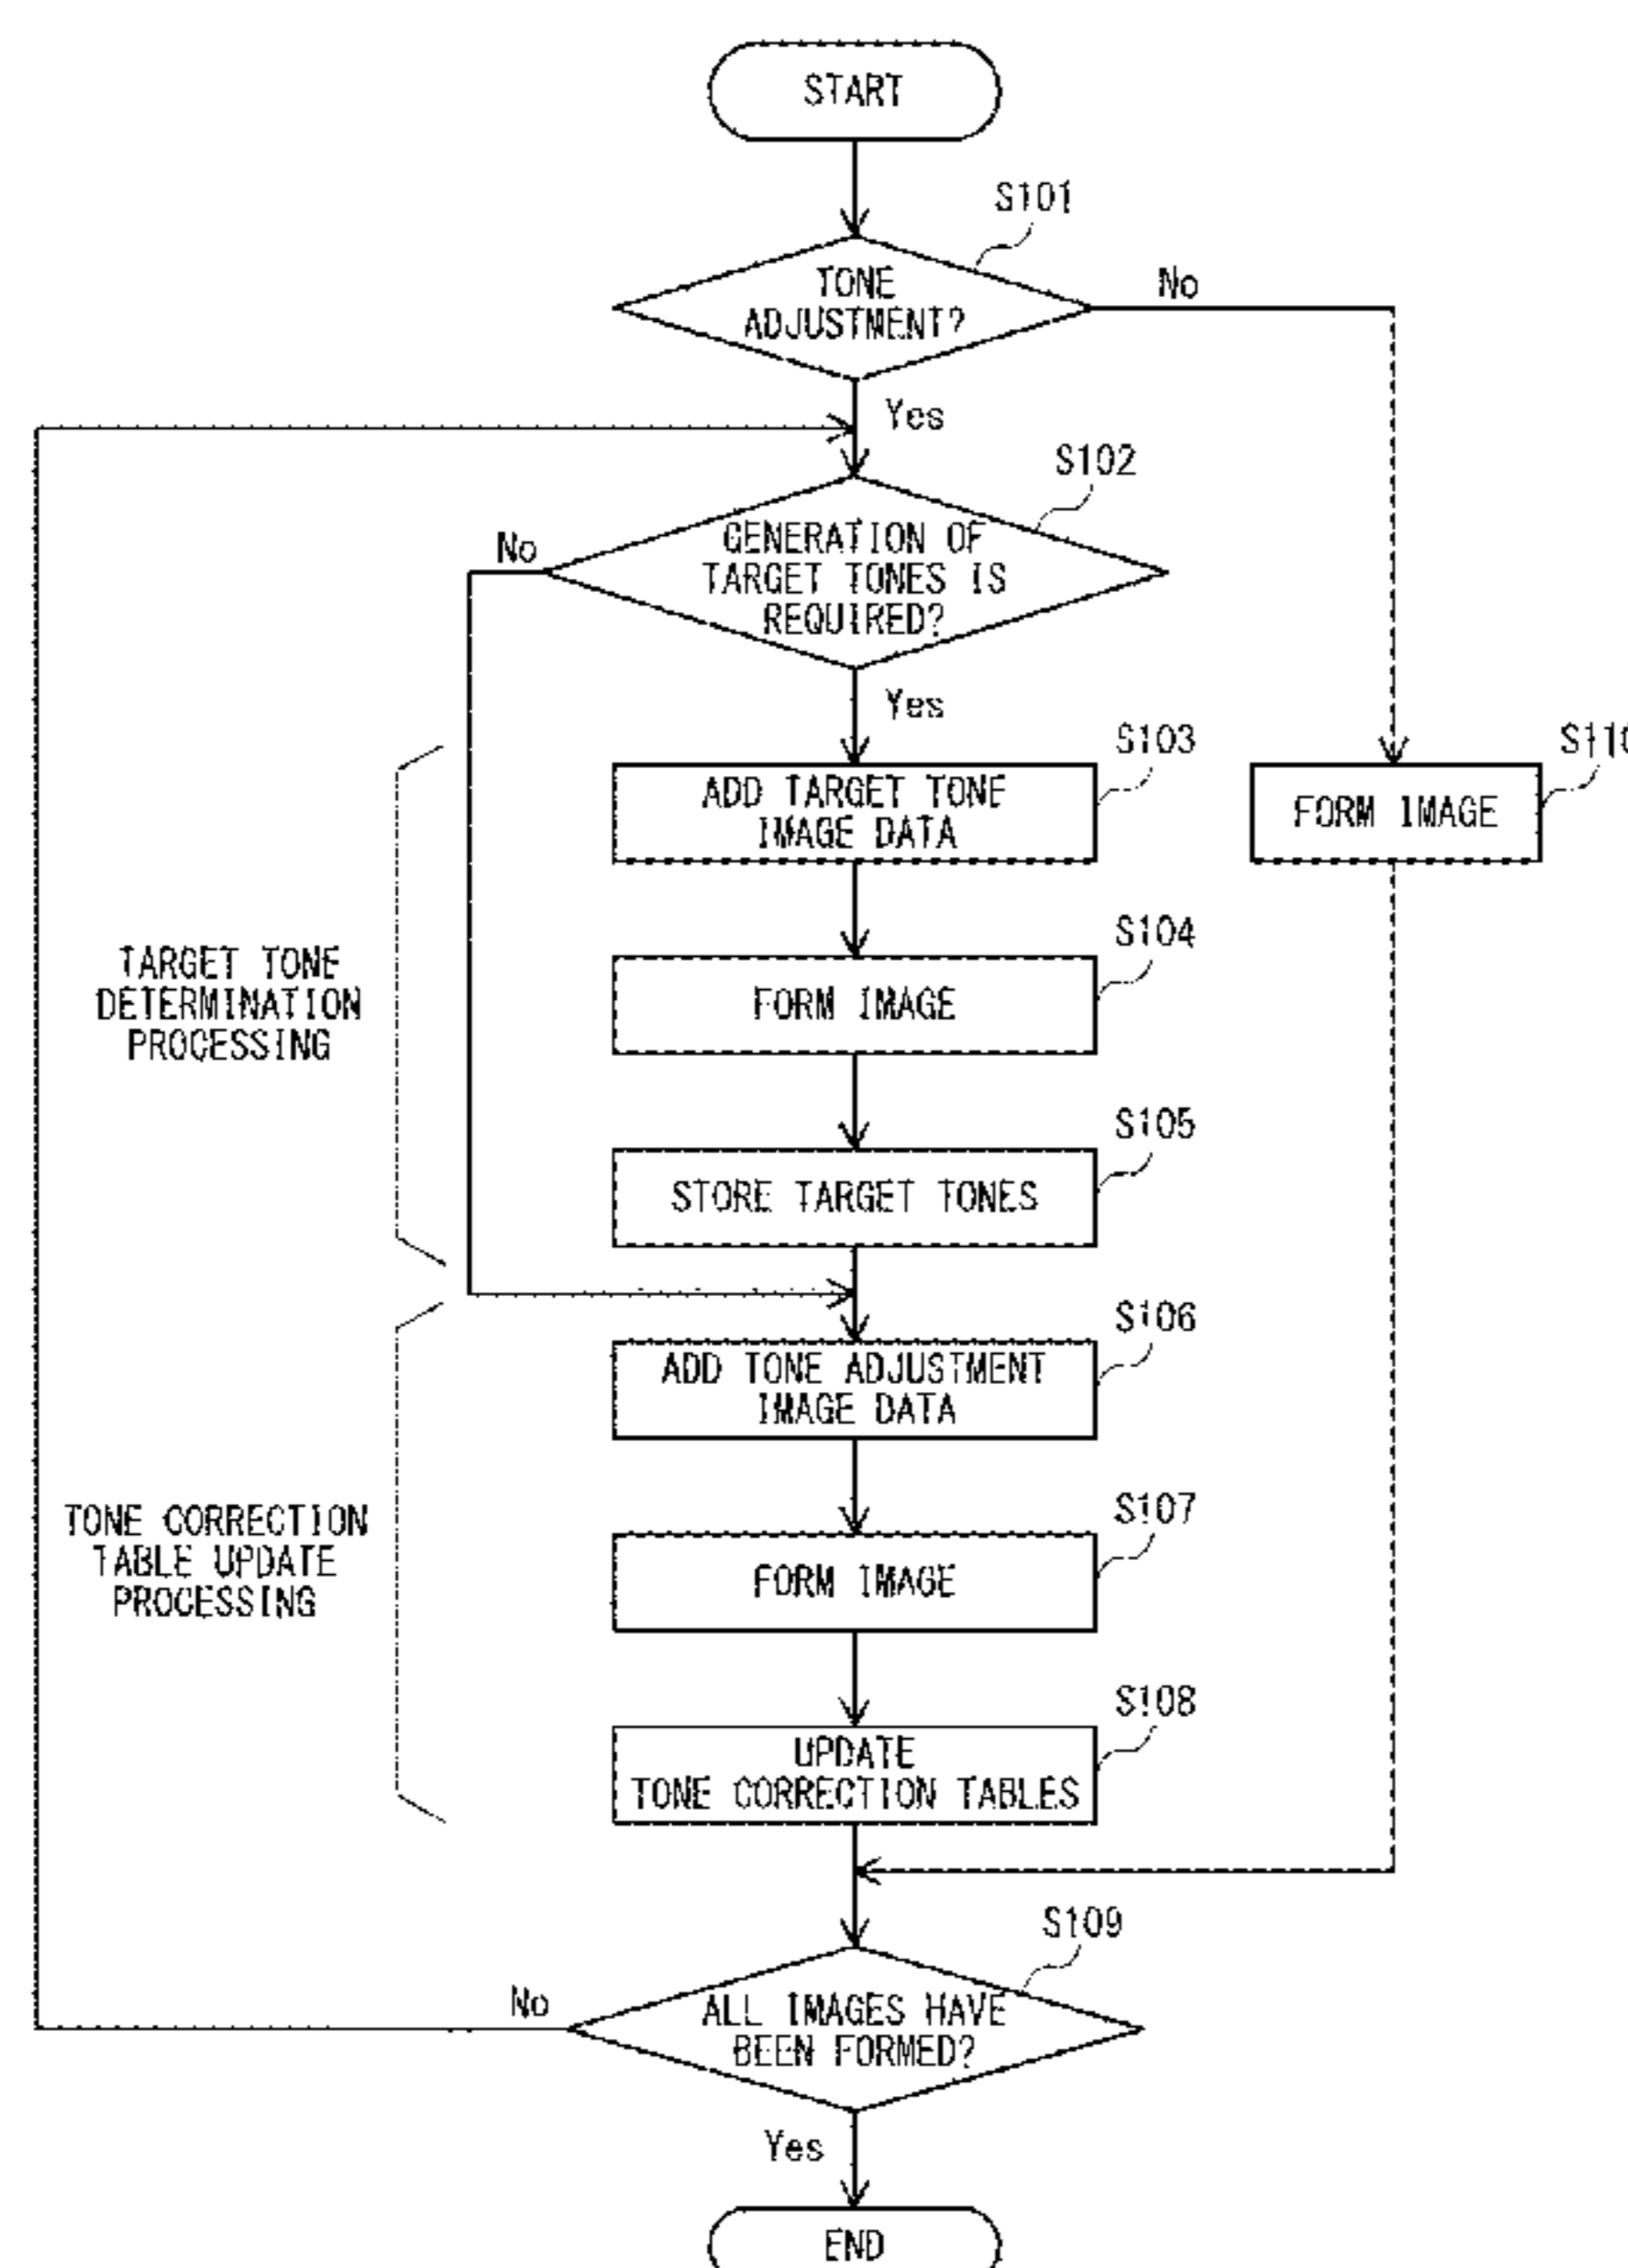 START
S101
TONE
ADJUSTMENT?
No
Yes
S102
GENERATION OF
TARGET TONES IS
REQUIRED?
No
Yes
S103
ADD TARGET TONE
IMAGE DATA
S110
FORM IMAGE
S104
FORM IMAGE
TARGET TONE
DETERMINATION
PROCESSING
S105
STORE TARGET TONES
S106
ADD TONE ADJUSTMENT
IMAGE DATA
S107
FORM IMAGE
TONE CORRECTION
TABLE UPDATE
PROCESSING
S108
UPDATE
TONE CORRECTION TABLES
S109
ALL IMAGES HAVE
BEEN FORMED?
No
Yes
END